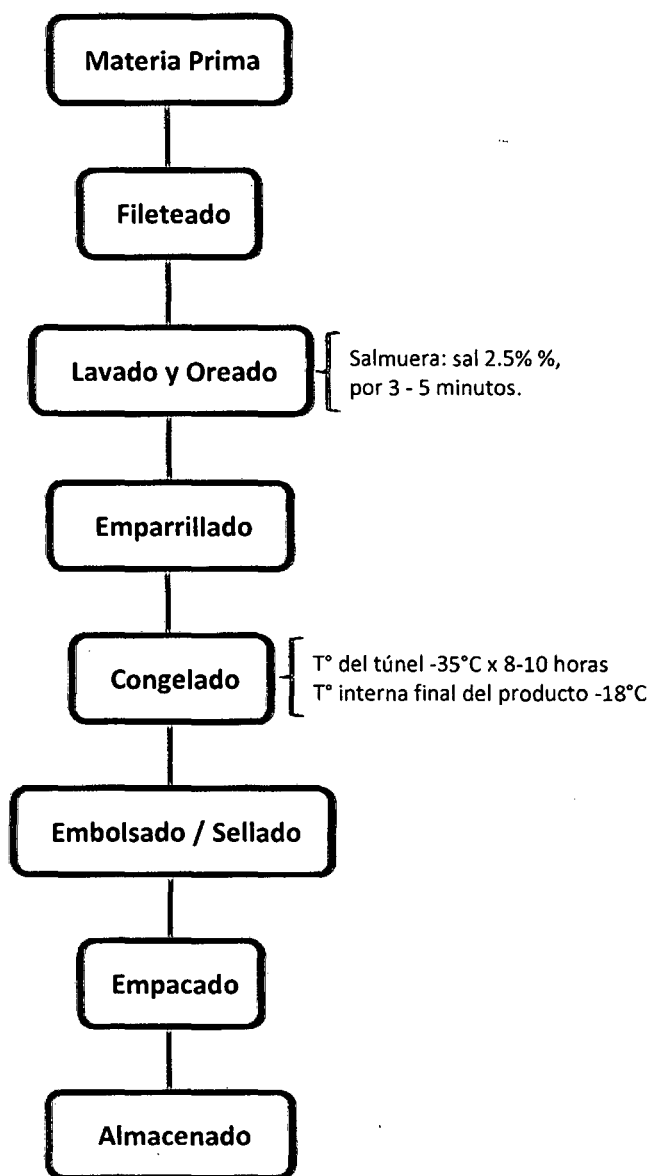 Materia Prima
Fileteado
Lavado y Oreado
Salmuera: sal 2.5% %,
por 3 - 5 minutos.
Emparrillado
Congelado
T° del túnel -35°C x 8-10 horas
T° interna final del producto -18°C
Embolsado / Sellado
Empacado
Almacenado